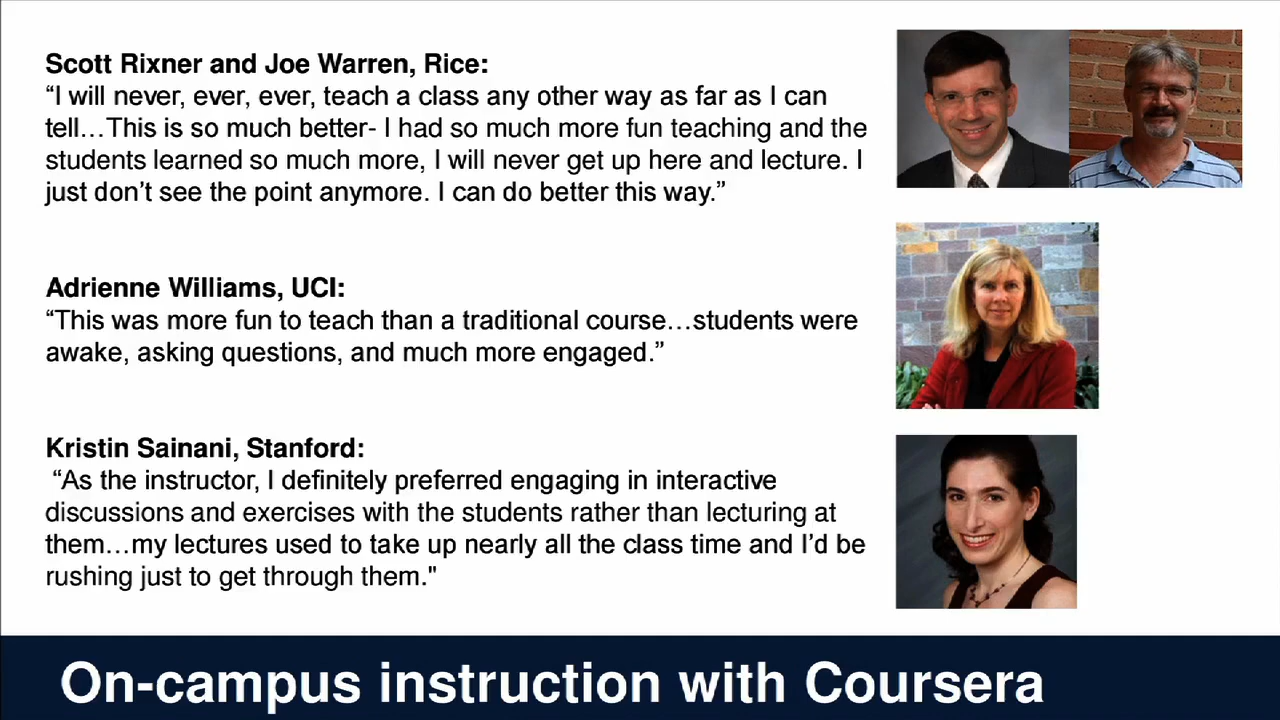 Scott Rixner and Joe Warren, Rice:
“I will never, ever, ever, teach a class any other way as far as I can
tell…This is so much better- I had so much more fun teaching and the
students learned so much more, I will never get up here and lecture. I
just don’t see the point anymore. I can do better this way.”
Adrienne Williams, UCI:
“This was more fun to teach than a traditional course…students were
awake, asking questions, and much more engaged.”
Kristin Sainani, Stanford:
“As the instructor, I definitely preferred engaging in interactive
discussions and exercises with the students rather than lecturing at
them…my lectures used to take up nearly all the class time and I’d be
rushing just to get through them."
On-campus instruction with Coursera